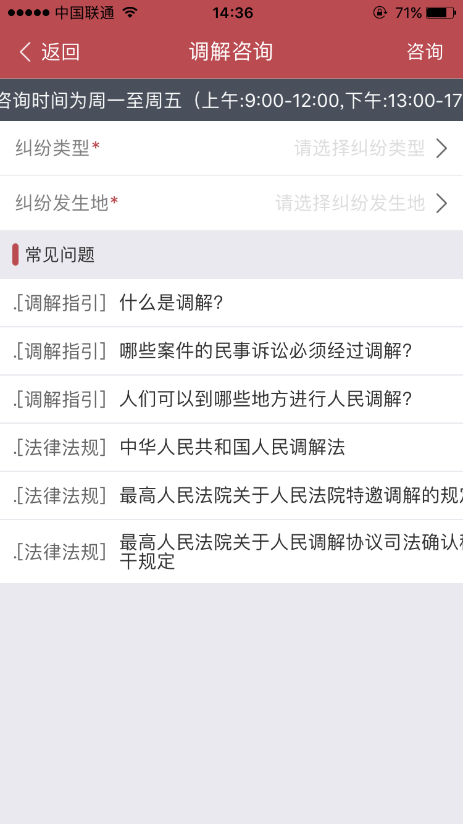 中国联通 14:36 71%
返回 调解咨询 咨询
咨询时间为周一至周五（上午:9:00-12:00,下午:13:00-17
纠纷类型* 请选择纠纷类型
纠纷发生地* 请选择纠纷发生地
常见问题
.[调解指引] 什么是调解?
.[调解指引] 哪些案件的民事诉讼必须经过调解?
.[调解指引] 人们可以到哪些地方进行人民调解?
.[法律法规] 中华人民共和国人民调解法
.[法律法规] 最高人民法院关于人民法院特邀调解的规定
.[法律法规] 最高人民法院关于人民调解协议司法确认程
干规定